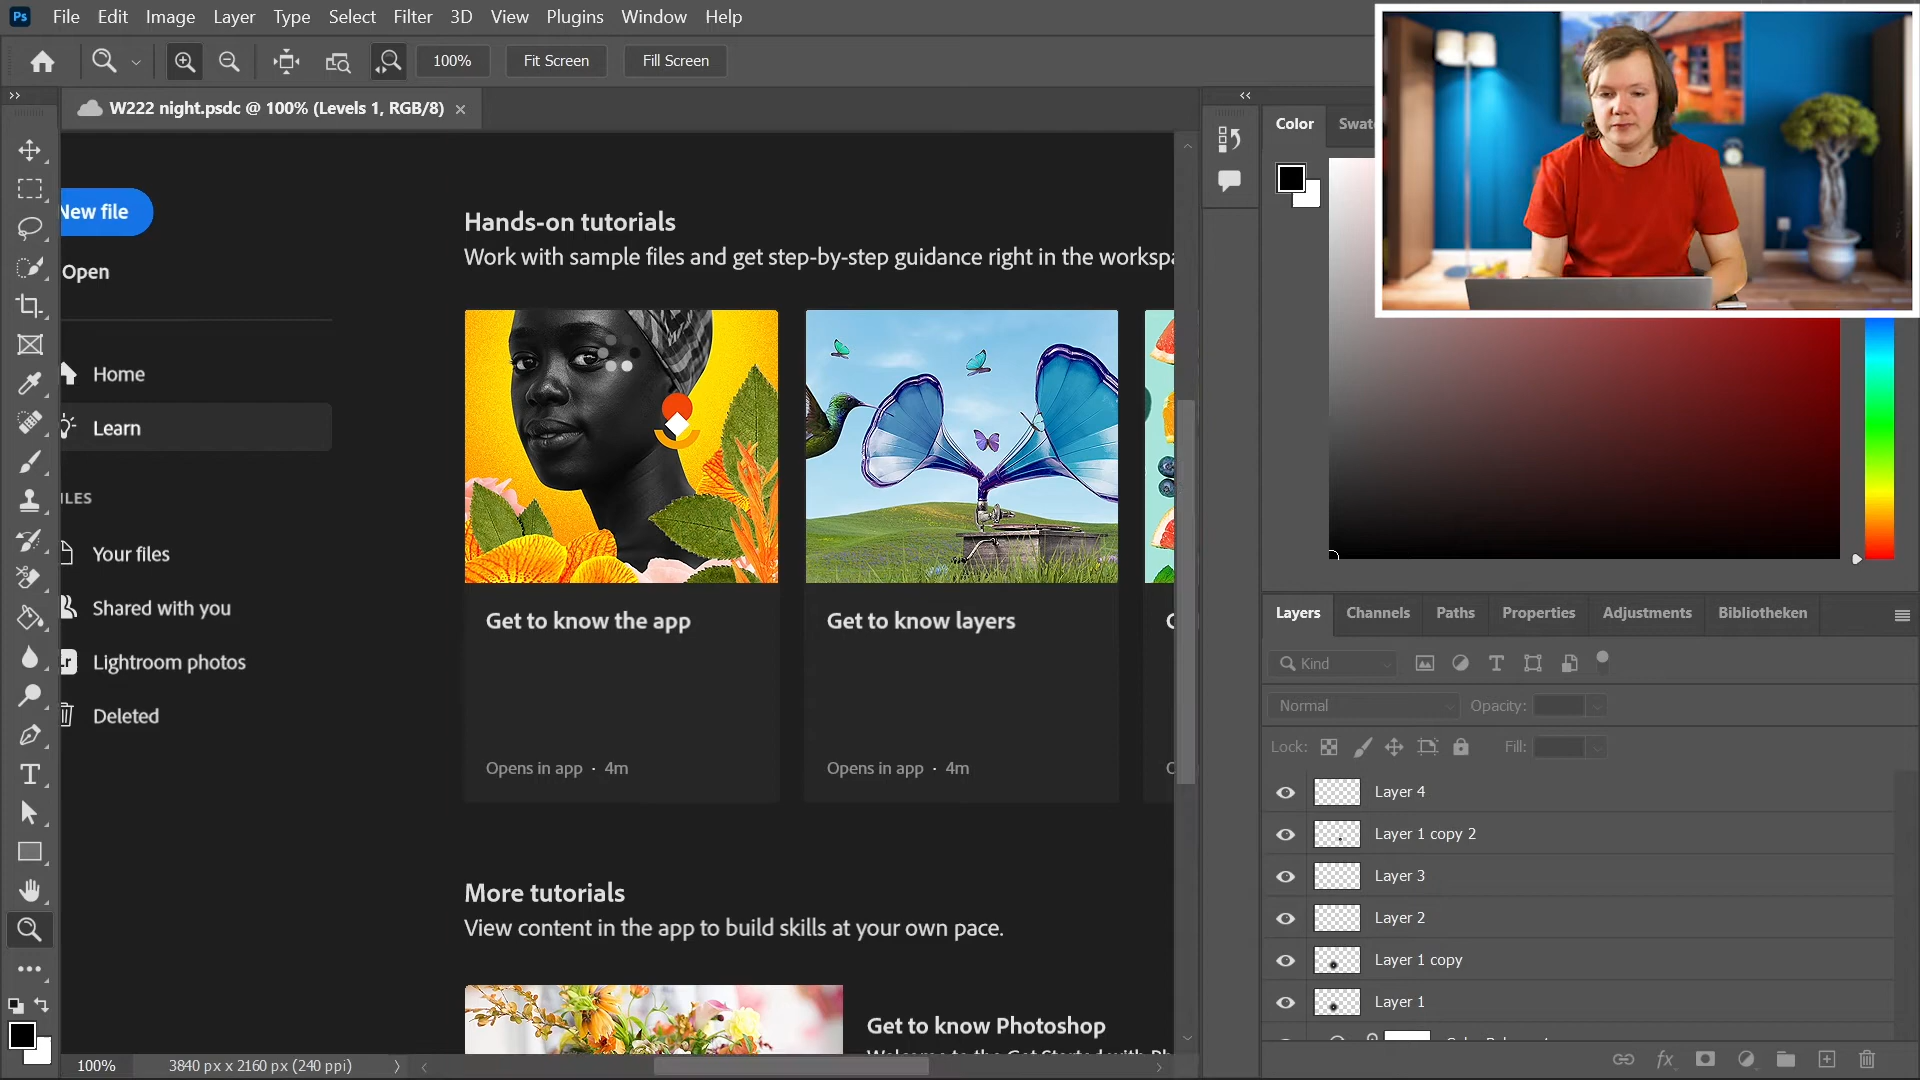 Ps File Edit Image Layer Type Select Filter 3D View Plugins Window Help
100% Fit Screen Fill Screen
W222 night.psdc @ 100% (Levels 1, RGB/8)
Color Swatc
New file
Open
Home
Learn
ILES
Your files
Shared with you
Lr Lightroom photos
Deleted
Hands-on tutorials
Work with sample files and get step-by-step guidance right in the workspa
Get to know the app
Opens in app · 4m
Get to know layers
Opens in app · 4m
More tutorials
View content in the app to build skills at your own pace.
Get to know Photoshop
Layers Channels Paths Properties Adjustments Bibliotheken
Kind
Normal Opacity:
Lock: Fill:
Layer 4
Layer 1 copy 2
Layer 3
Layer 2
Layer 1 copy
Layer 1
fx
100% 3840 px x 2160 px (240 ppi)